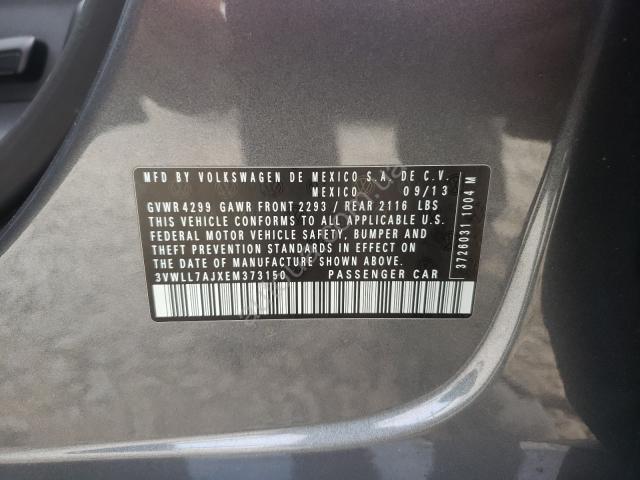 MFD BY VOLKSWAGEN DE MEXICO S.A. DE C.V.
MEXICO 09/13
GVWR 4299 GAWR FRONT 2293 / REAR 2116 LBS
THIS VEHICLE CONFORMS TO ALL APPLICABLE U.S.
FEDERAL MOTOR VEHICLE SAFETY, BUMPER AND
THEFT PREVENTION STANDARDS IN EFFECT ON
THE DATE OF MANUFACTURE SHOWN ABOVE
3VWLL7AJXEM373150 PASSENGER CAR
3726031 1004 M